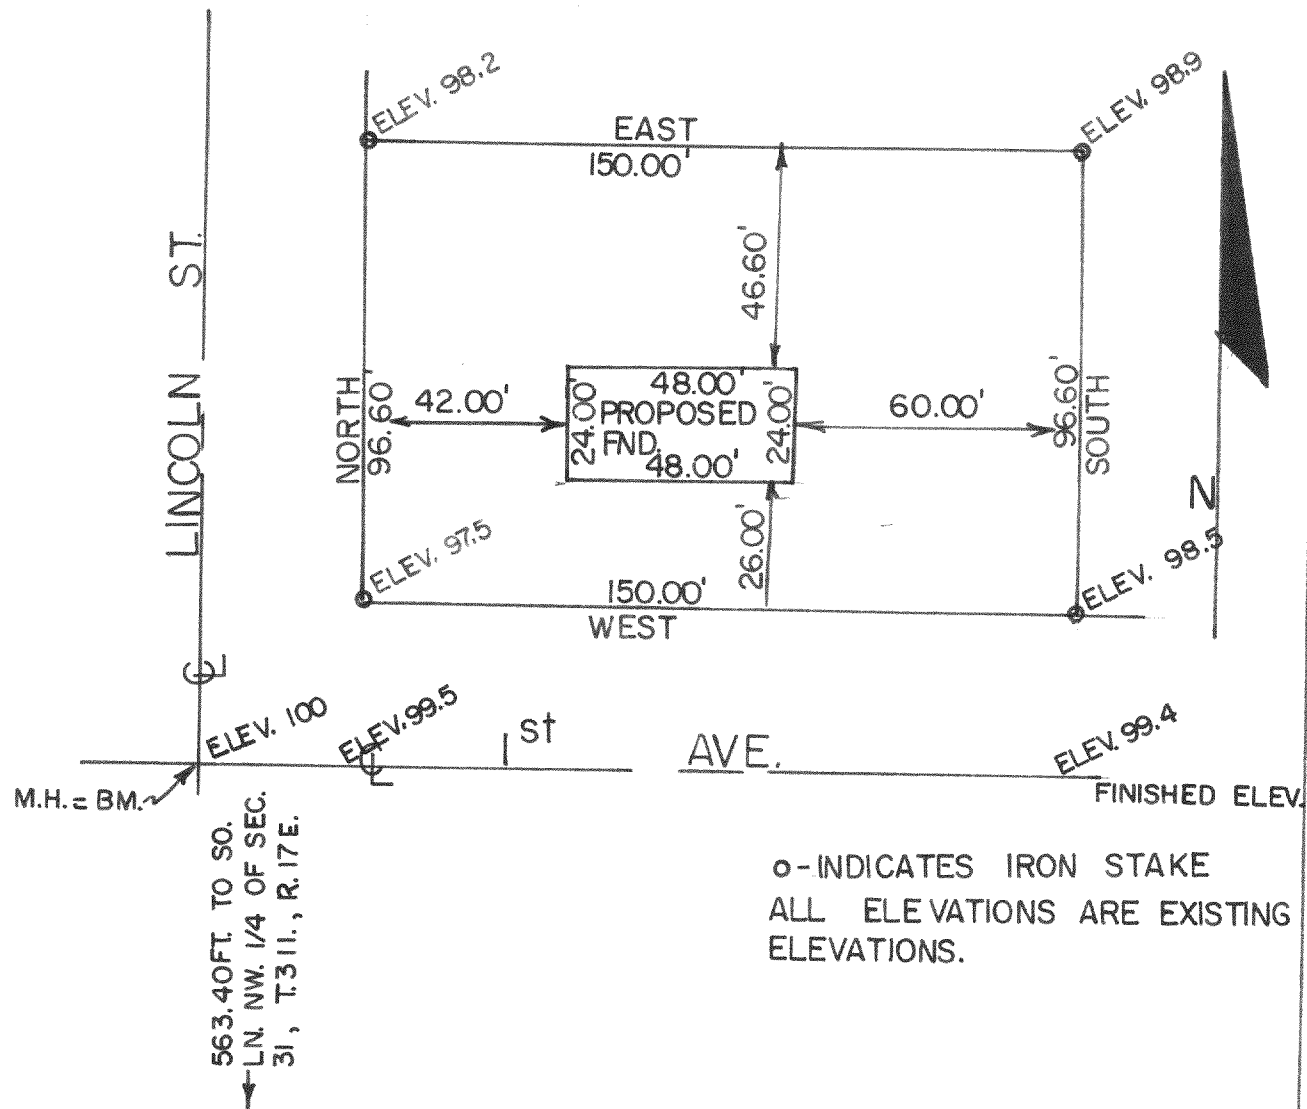 ELEV. 98.2
ELEV. 98.9
EAST
150.00'
46.60'
LINCOLN ST.
NORTH
96.60'
42.00'
48.00'
24.00'
PROPOSED
FND.
24.00'
48.00'
60.00'
96.60'
SOUTH
N
26.00'
ELEV. 97.5
ELEV. 98.5
150.00'
WEST
ELEV. 100
ELEV. 99.5
1st AVE.
ELEV. 99.4
M.H. = BM.
FINISHED ELEV.
563.40FT. TO SO.
LN. NW. 1/4 OF SEC.
31, T.31 1., R. 17 E.
o-INDICATES IRON STAKE
ALL ELEVATIONS ARE EXISTING
ELEVATIONS.